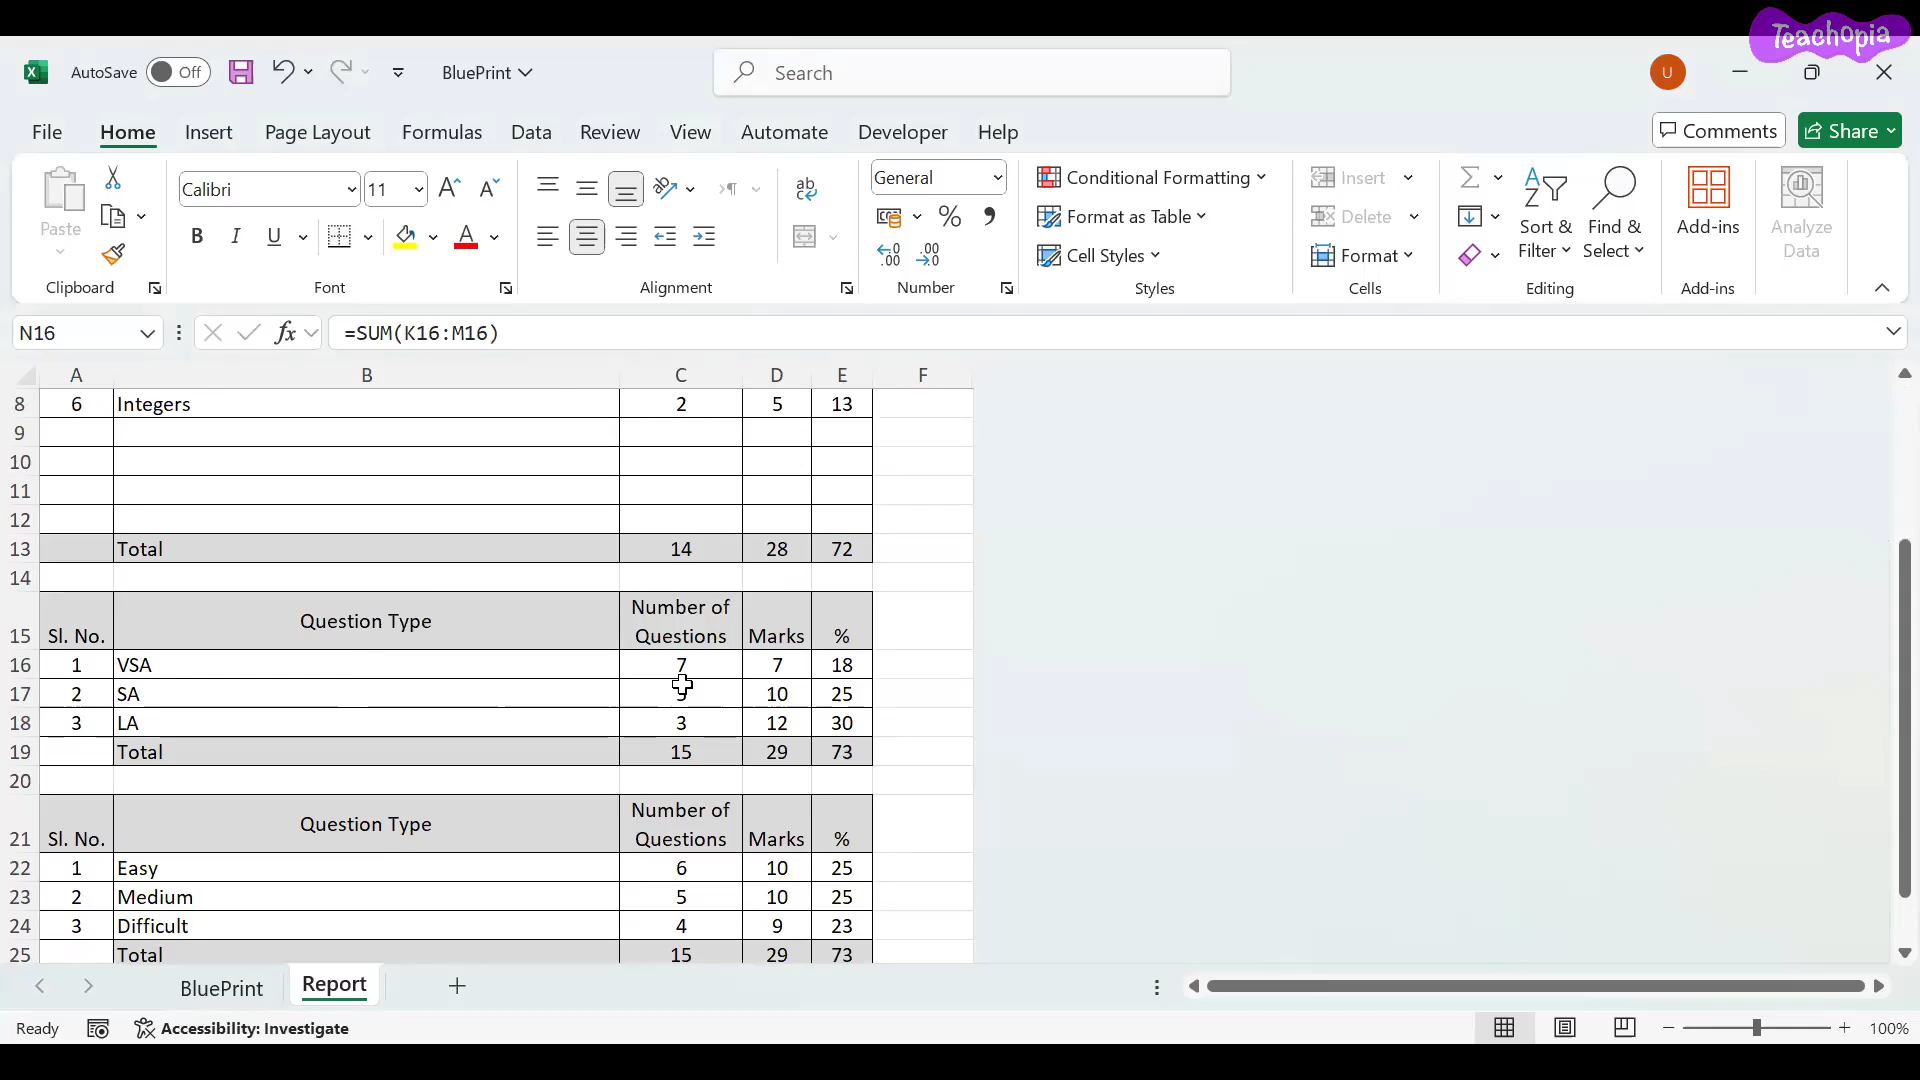 Teachopia
AutoSave Off BluePrint Search U
File Home Insert Page Layout Formulas Data Review View Automate Developer Help Comments Share
Paste Calibri 11 General Conditional Formatting Insert
B I U A ab % Format as Table Delete Sort & Find & Add-ins Analyze
Cell Styles Format Filter Select Data
Clipboard Font Alignment Number Styles Cells Editing Add-ins
N16 fx =SUM(K16:M16)
A B C D E F
8 6 Integers 2 5 13
9
10
11
12
13 Total 14 28 72
14
Number of
15 Sl. No. Question Type Questions Marks %
16 1 VSA 7 7 18
17 2 SA 10 25
18 3 LA 3 12 30
19 Total 15 29 73
20
Number of
21 Sl. No. Question Type Questions Marks %
22 1 Easy 6 10 25
23 2 Medium 5 10 25
24 3 Difficult 4 9 23
25 Total 15 29 73
BluePrint Report
Ready Accessibility: Investigate 100%